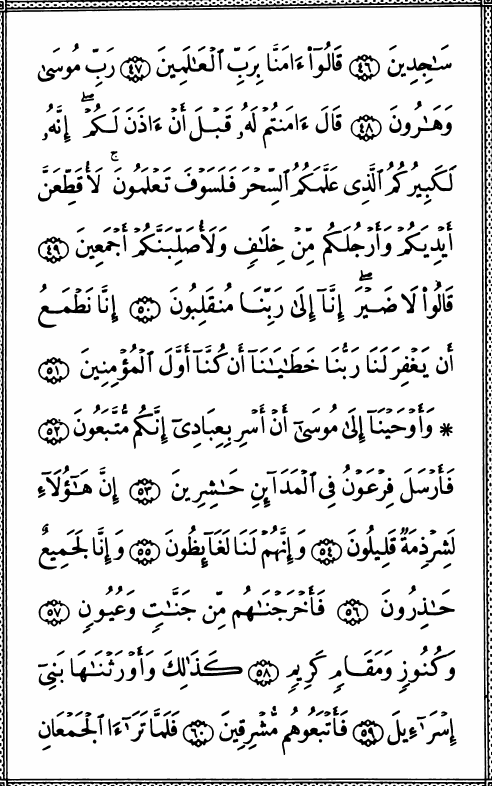 سَٰجِدِينَ ٤٦ قَالُوٓا۟ ءَامَنَّا بِرَبِّ ٱلْعَٰلَمِينَ ٤٧ رَبِّ مُوسَىٰ
وَهَٰرُونَ ٤٨ قَالَ ءَامَنتُمْ لَهُۥ قَبْلَ أَنْ ءَاذَنَ لَكُمْ ۖ إِنَّهُۥ
لَكَبِيرُكُمُ ٱلَّذِى عَلَّمَكُمُ ٱلسِّحْرَ فَلَسَوْفَ تَعْلَمُونَ ۚ لَأُقَطِّعَنَّ
أَيْدِيَكُمْ وَأَرْجُلَكُم مِّنْ خِلَٰفٍ وَلَأُصَلِّبَنَّكُمْ أَجْمَعِينَ ٤٩
قَالُوا۟ لَا ضَيْرَ ۖ إِنَّآ إِلَىٰ رَبِّنَا مُنقَلِبُونَ ٥٠ إِنَّا نَطْمَعُ
أَن يَغْفِرَ لَنَا رَبُّنَا خَطَٰيَٰنَآ أَن كُنَّآ أَوَّلَ ٱلْمُؤْمِنِينَ ٥١
* وَأَوْحَيْنَآ إِلَىٰ مُوسَىٰٓ أَنْ أَسْرِ بِعِبَادِىٓ إِنَّكُم مُّتَّبَعُونَ ٥٢
فَأَرْسَلَ فِرْعَوْنُ فِى ٱلْمَدَآئِنِ حَٰشِرِينَ ٥٣ إِنَّ هَٰٓؤُلَآءِ
لَشِرْذِمَةٌ قَلِيلُونَ ٥٤ وَإِنَّهُمْ لَنَا لَغَآئِظُونَ ٥٥ وَإِنَّا لَجَمِيعٌ
حَٰذِرُونَ ٥٦ فَأَخْرَجْنَٰهُم مِّن جَنَّٰتٍ وَعُيُونٍ ٥٧
وَكُنُوزٍ وَمَقَامٍ كَرِيمٍ ٥٨ كَذَٰلِكَ وَأَوْرَثْنَٰهَا بَنِىٓ
إِسْرَٰٓءِيلَ ٥٩ فَأَتْبَعُوهُم مُّشْرِقِينَ ٦٠ فَلَمَّا تَرَٰٓءَا ٱلْجَمْعَانِ